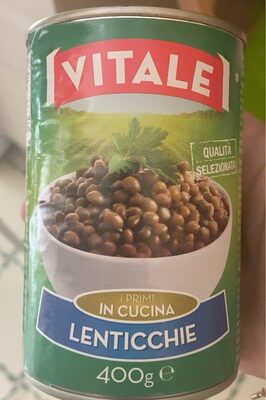 VITALE
QUALITÀ
SELEZIONATA
I PRIMI
IN CUCINA
LENTICCHIE
400g e